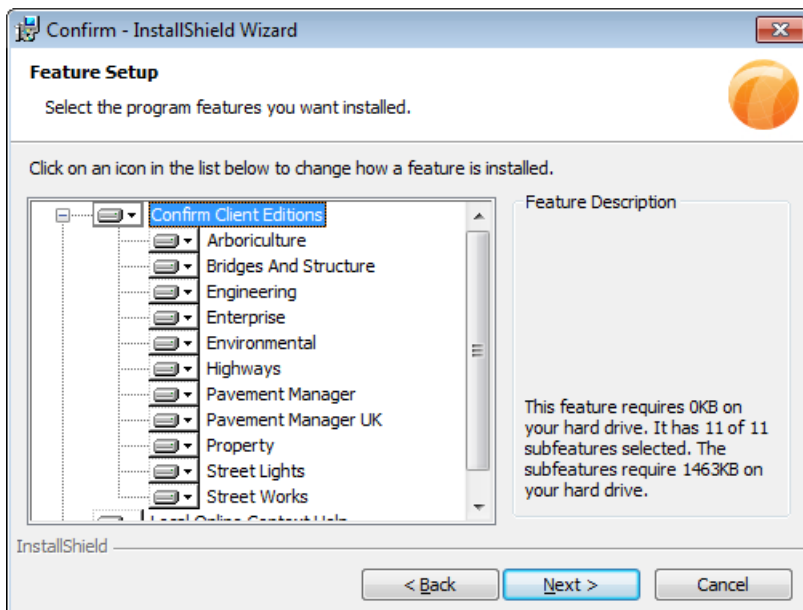 Confirm - InstallShield Wizard
Feature Setup
Select the program features you want installed.
Click on an icon in the list below to change how a feature is installed.
Confirm Client Editions
Arboriculture
Bridges And Structure
Engineering
Enterprise
Environmental
Highways
Pavement Manager
Pavement Manager UK
Property
Street Lights
Street Works
Local Online Context Help
Feature Description
This feature requires 0KB on
your hard drive. It has 11 of 11
subfeatures selected. The
subfeatures require 1463KB on
your hard drive.
InstallShield
< Back
Next >
Cancel